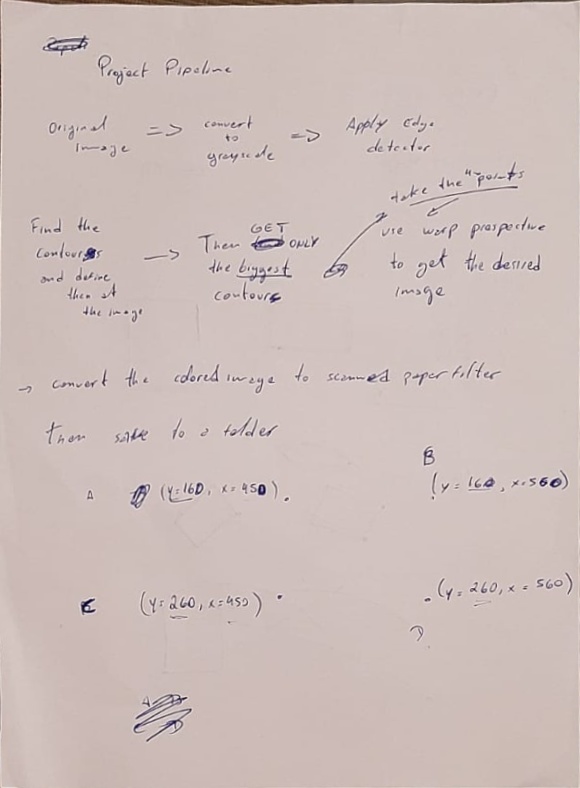 Project Pipeline
Original
image
=>
convert
to
grayscale
=>
Apply Edge
detector
Find the
contours
and define
them at
the image
→
GET
Then ONLY
the biggest
contours
take the "4" points
use warp prespective
to get the desired
image
→ convert the colored image to scanned paper filter
Then save to a folder
A (y=160, x=450).
B
(y=160, x=560)
C (y=260, x=450) .
. (y=260, x=560)
D